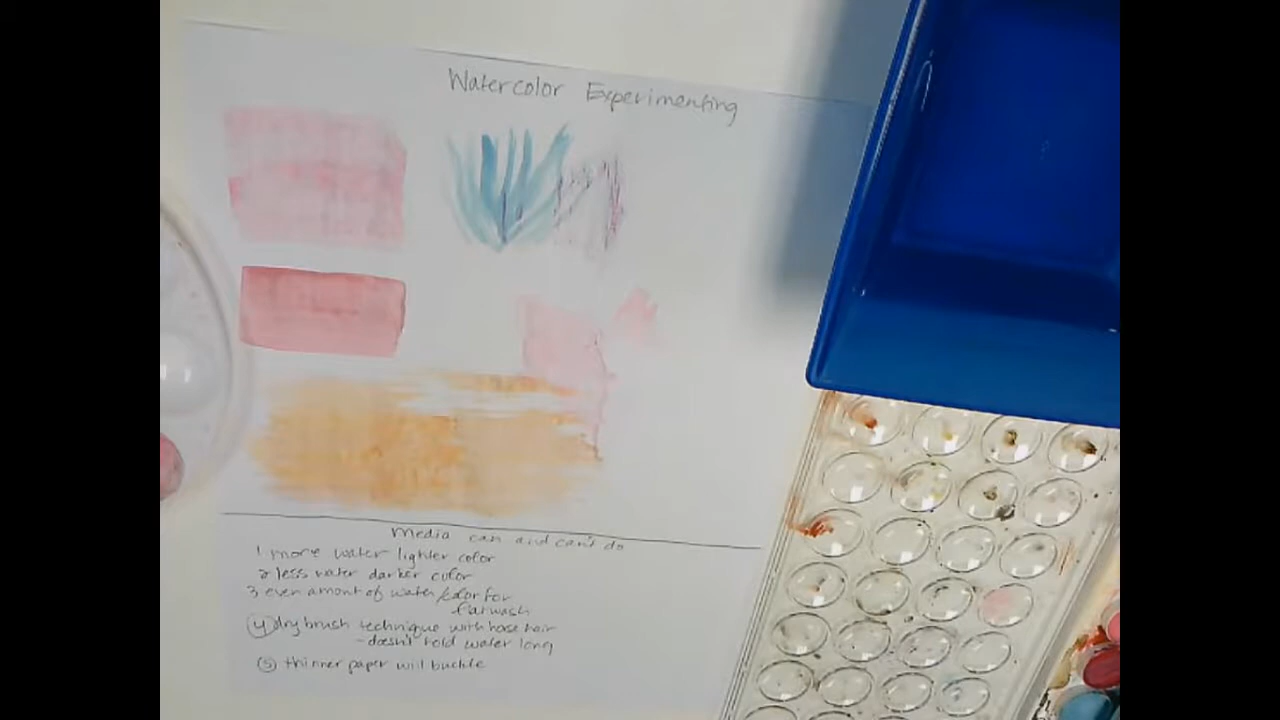 Watercolor Experimenting
Media can and can't do
1 more water lighter color
2 less water darker color
3 even amont of water/color for
flatwash
4 dry brush technique with horse hair
- doesn't hold water long
5 thinner paper will buckle